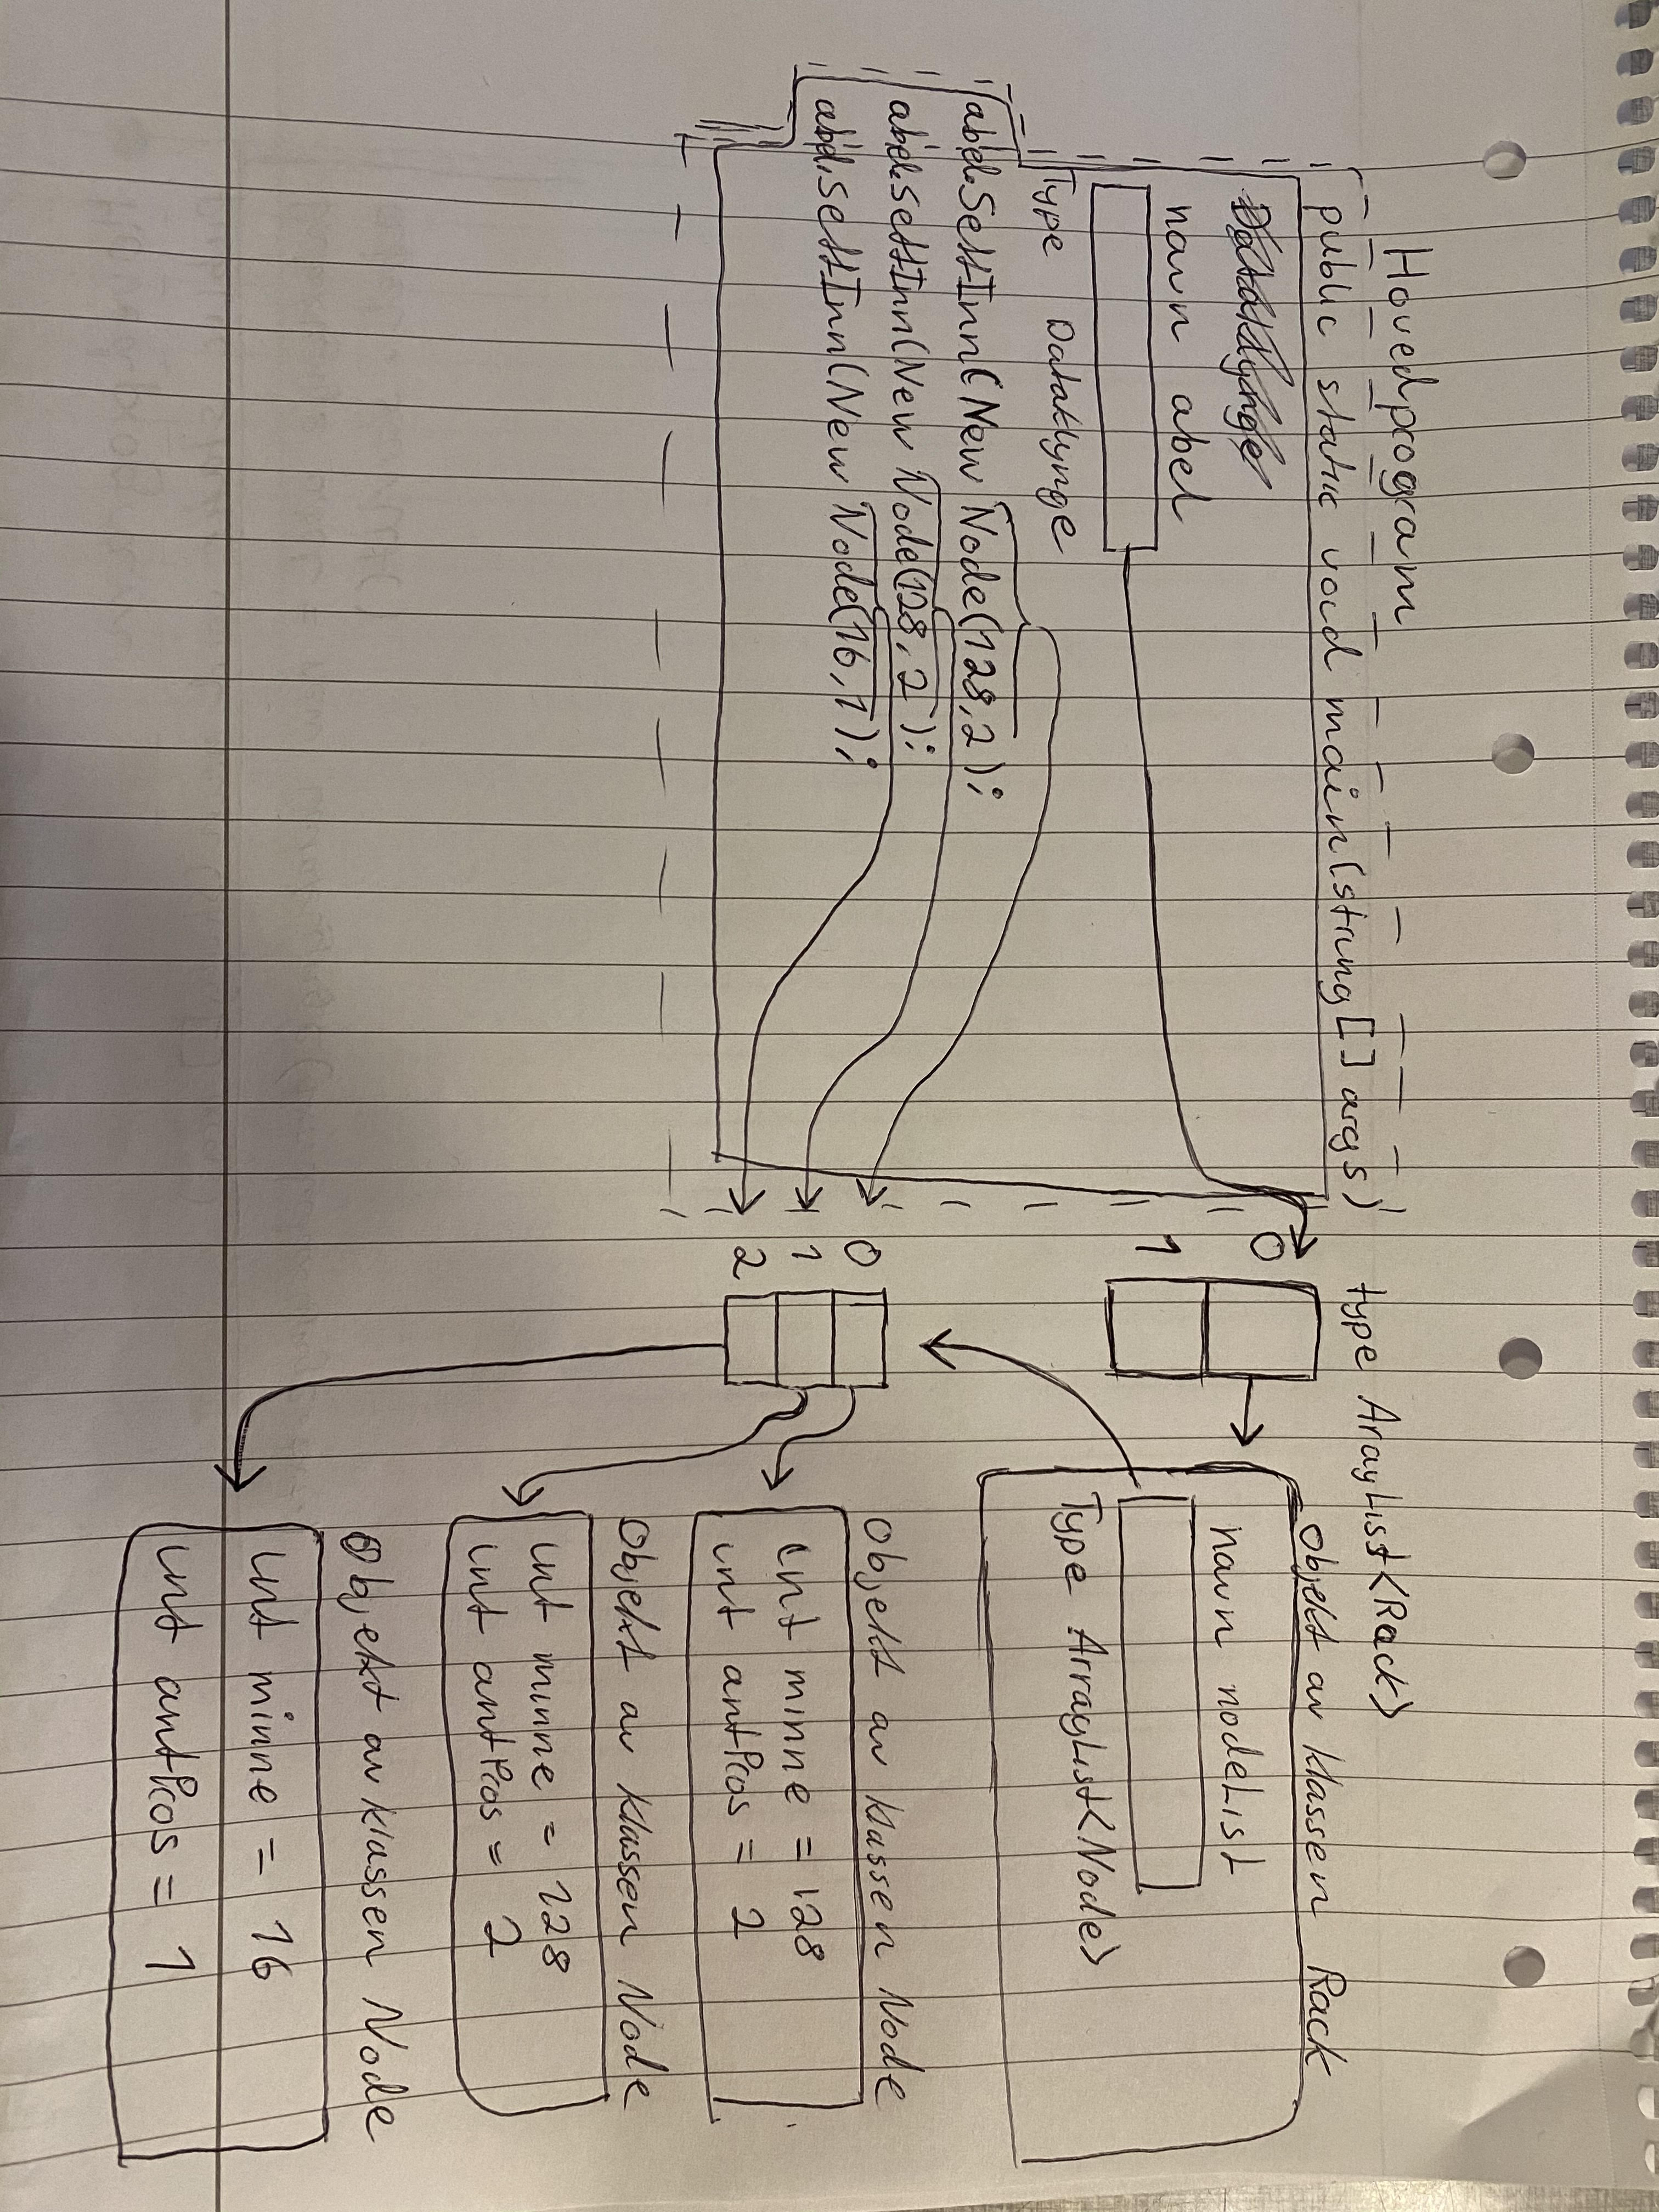 Hovedprogram
public static void main(string[] args)
navn abel
Type Dataklynge
abel.SettInn(New Node(128,2);
abel.settInn(New Node(128,2);
abel.settInn(New Node(16,1);
type ArayList<Rack>
0
1
0
1
2
Objekt av klassen Rack
navn nodeList
Type ArrayList<Node>
Objekt av klassen Node
int minne = 128
int antPros = 2
Objekt av klassen Node
int minne = 128
int antPros = 2
Objekt av klassen Node
int minne = 16
int antPros = 1